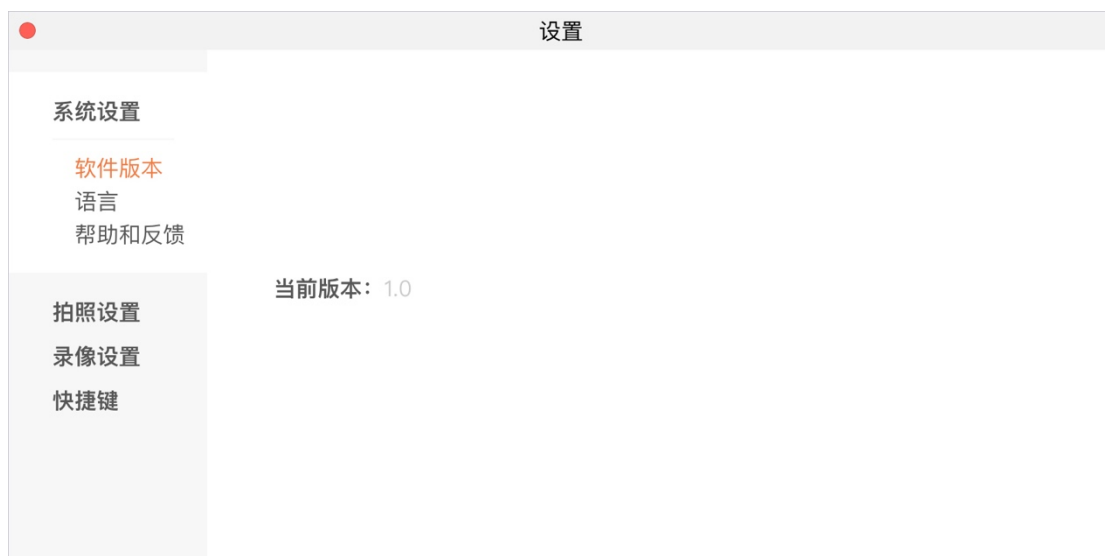 设置
系统设置
软件版本
语言
帮助和反馈
当前版本：1.0
拍照设置
录像设置
快捷键